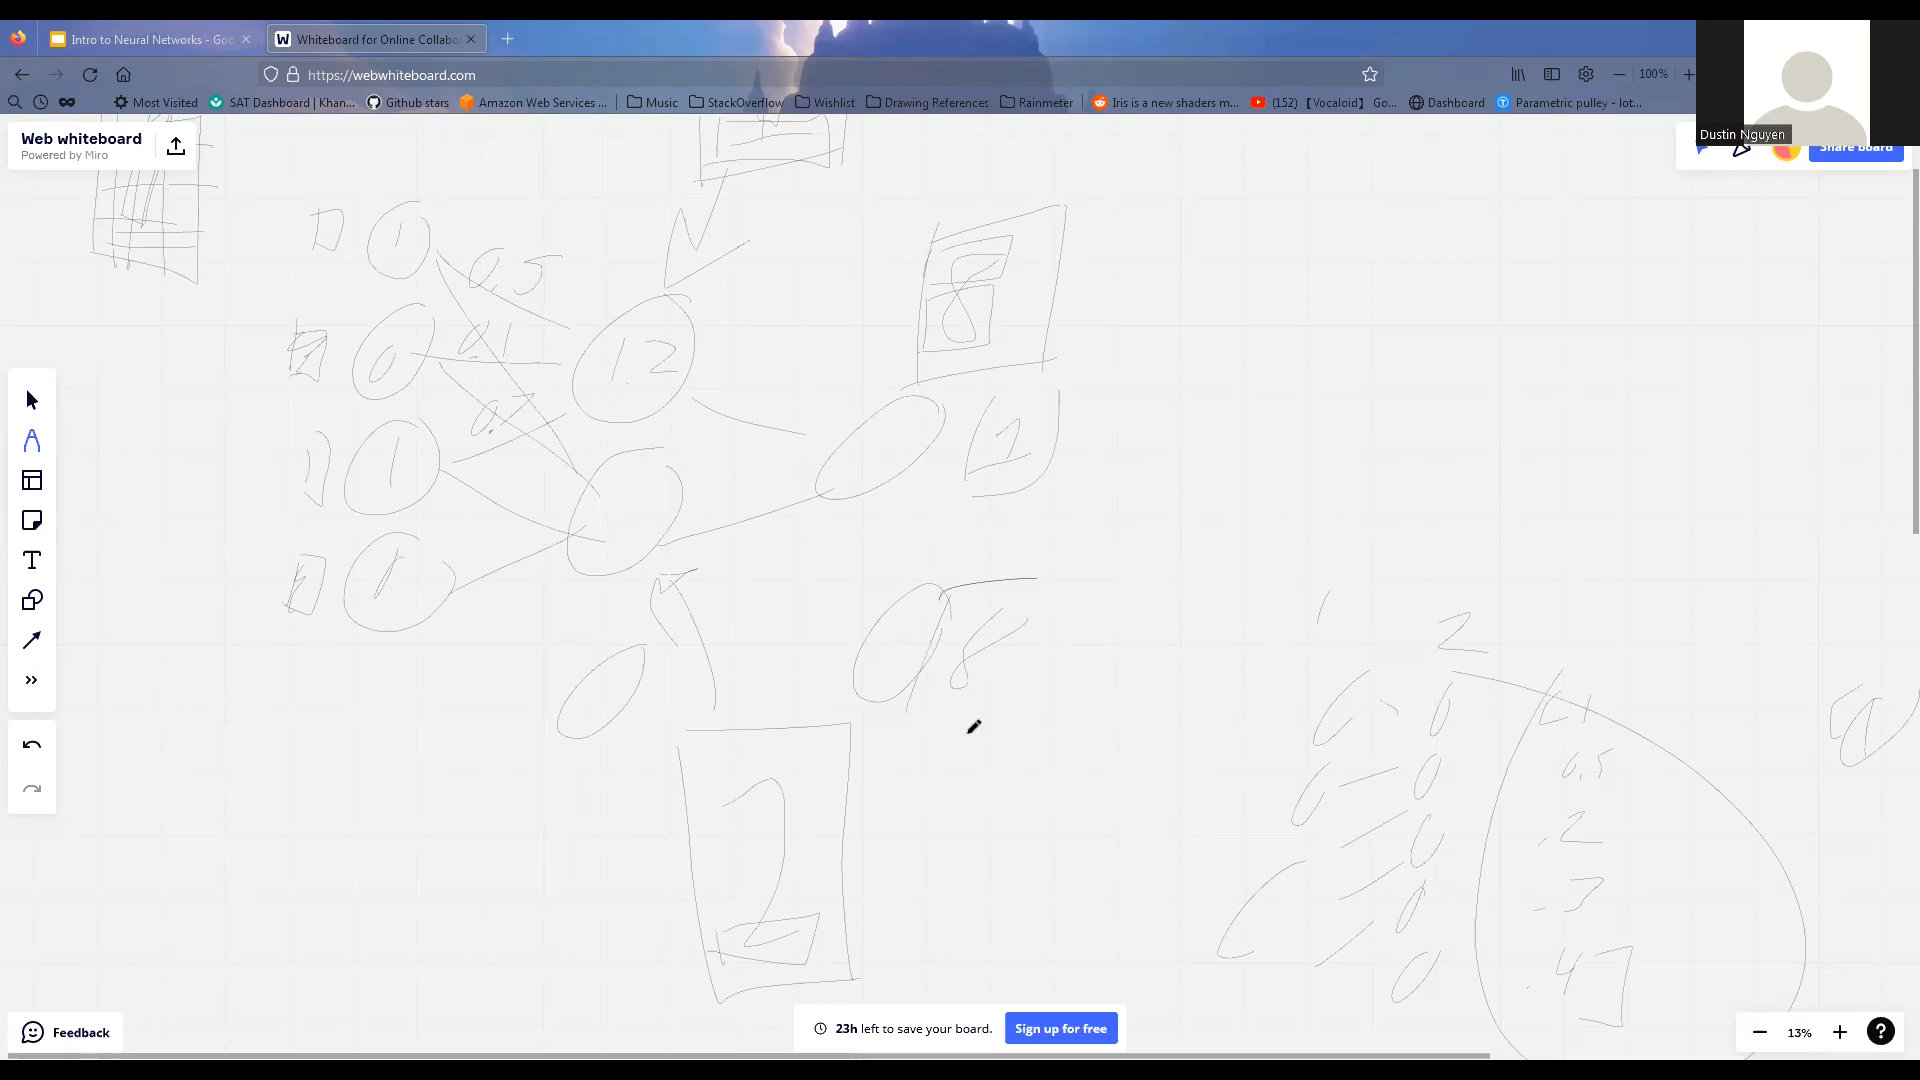 Intro to Neural Networks - Goo
Whiteboard for Online Collabo
https://webwhiteboard.com
100%
Most Visited
SAT Dashboard | Khan...
Github stars
Amazon Web Services ...
Music
StackOverflow
Wishlist
Drawing References
Rainmeter
Iris is a new shaders m...
(152) 【Vocaloid】 Go...
Dashboard
Parametric pulley - lot...
Dustin Nguyen
Web whiteboard
Powered by Miro
Share board
1
0.5
8
0
0.1
1.2
0.7
1
1
8
2
0.5
.2
2
Feedback
23h left to save your board.
Sign up for free
13%